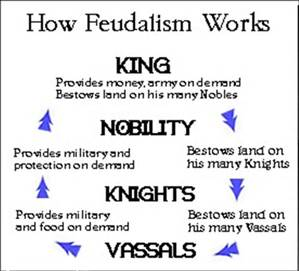 How Feudalism Works
KING
Provides money, army on demand
Bestows land on his many Nobles
NOBILITY
Provides military and
protection on demand
Bestows land on
his many Knights
KNIGHTS
Provides military
and food on demand
Bestows land on
his many Vassals
VASSALS